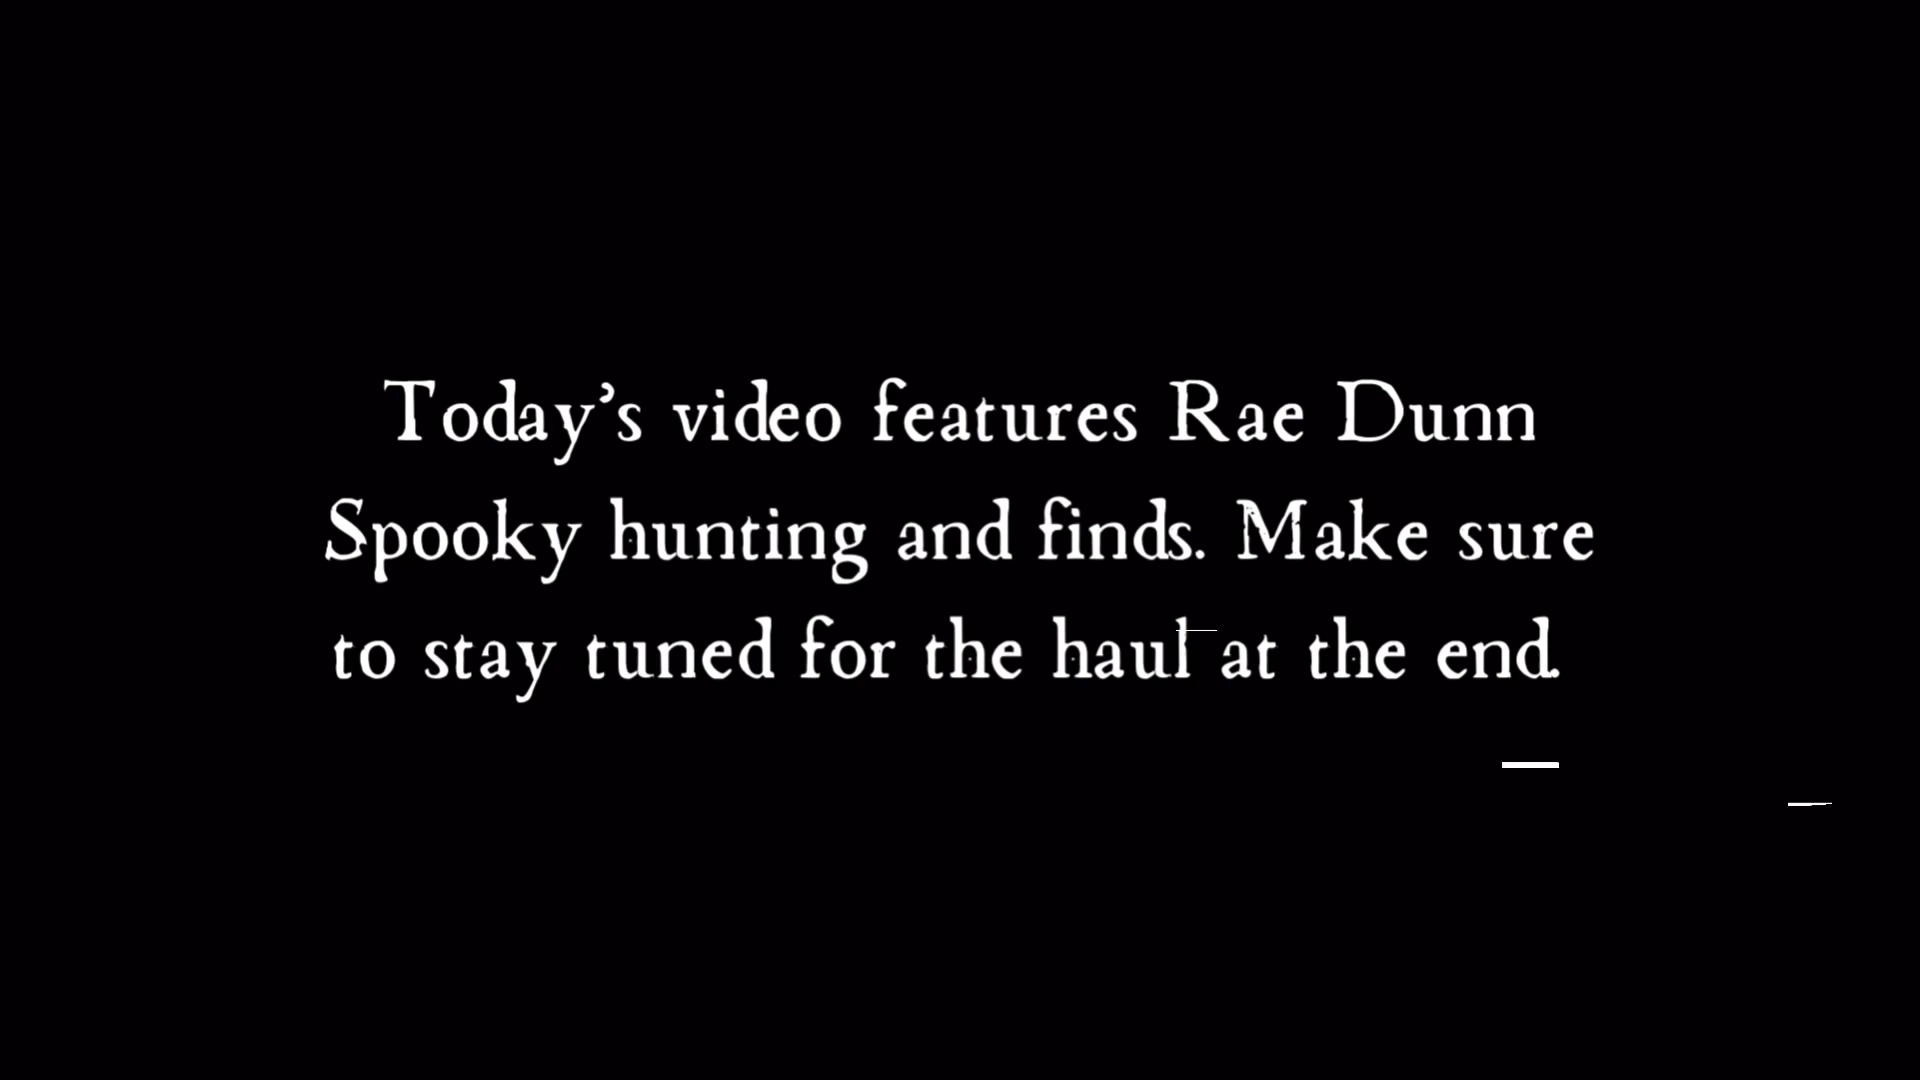 Today's video features Rae Dunn
Spooky hunting and finds. Make sure
to stay tuned for the haul at the end.